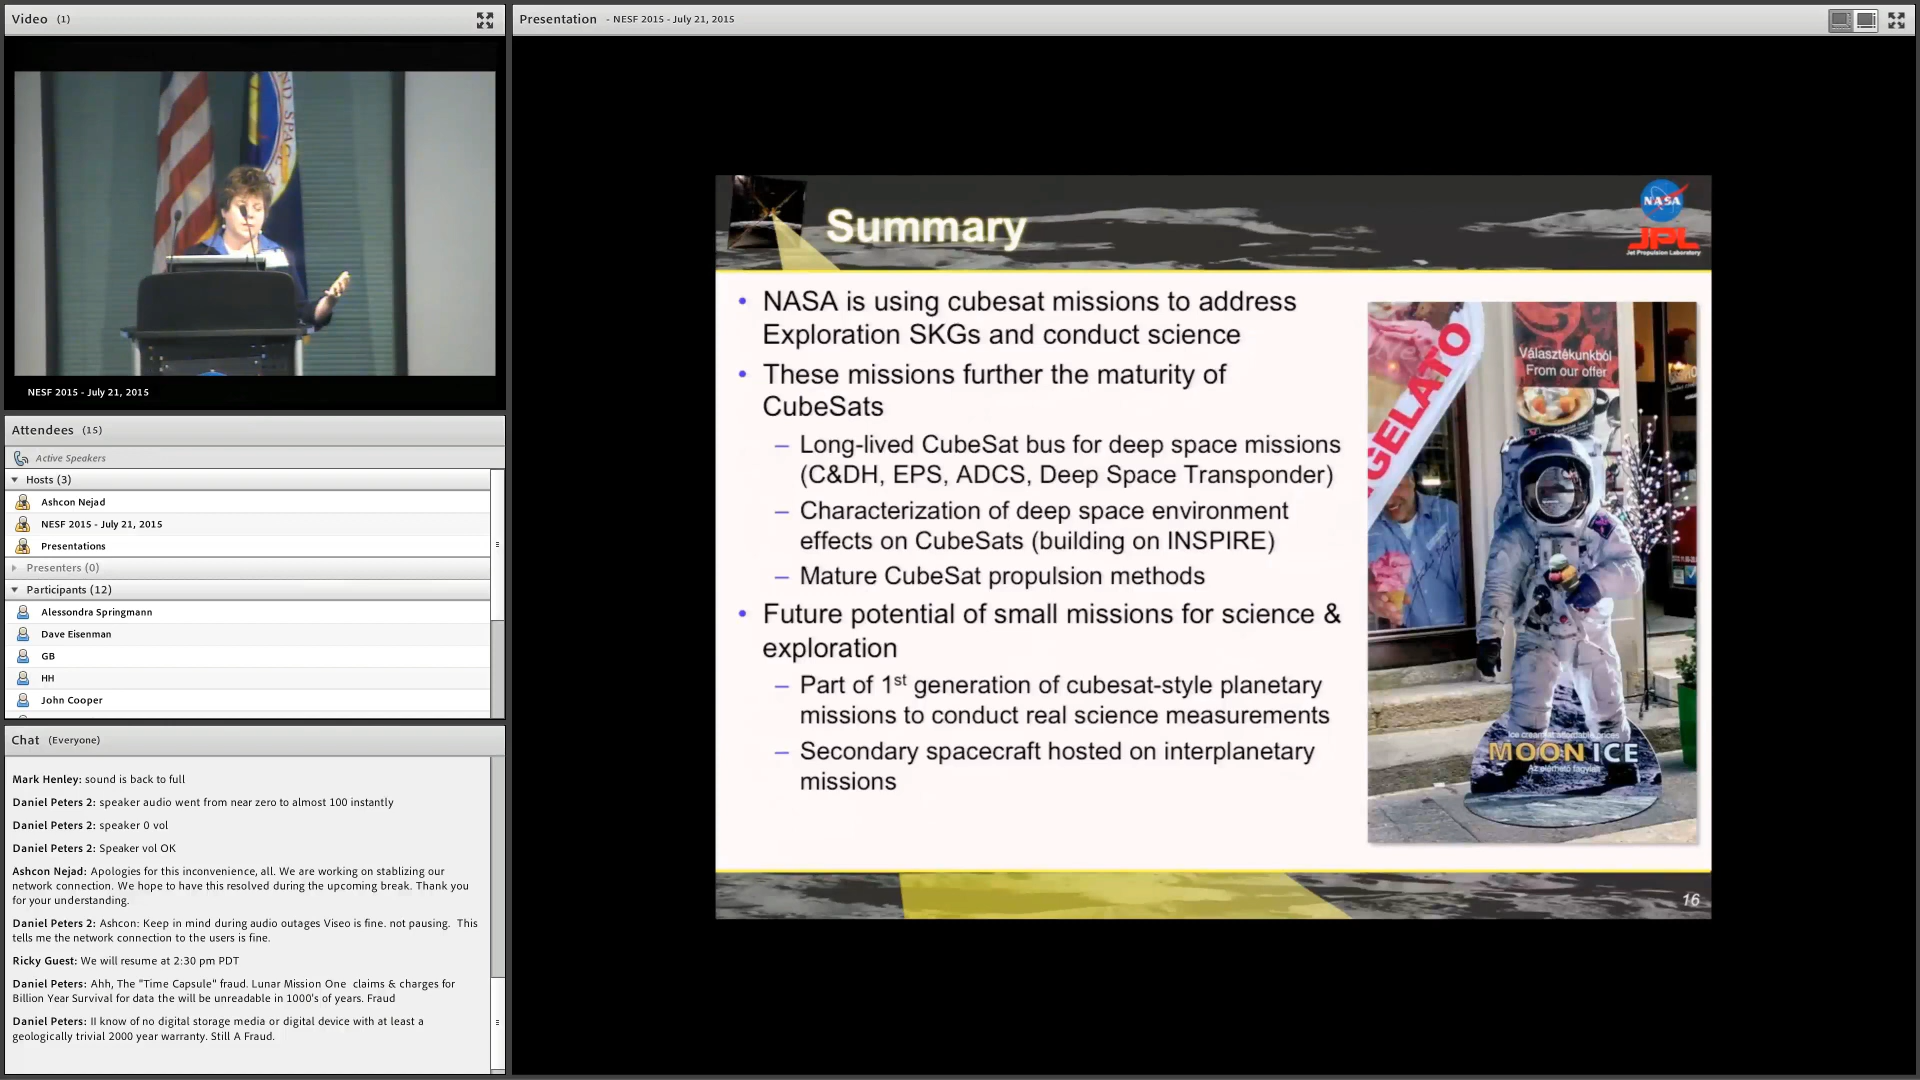 Video (1)
NESF 2015 - July 21, 2015
Attendees (15)
Active Speakers
Hosts (3)
Ashcon Nejad
NESF 2015 - July 21, 2015
Presentations
Presenters (0)
Participants (12)
Alessondra Springmann
Dave Eisenman
GB
HH
John Cooper
Chat (Everyone)
Mark Henley: sound is back to full
Daniel Peters 2: speaker audio went from near zero to almost 100 instantly
Daniel Peters 2: speaker 0 vol
Daniel Peters 2: Speaker vol OK
Ashcon Nejad: Apologies for this inconvenience, all. We are working on stablizing our
network connection. We hope to have this resolved during the upcoming break. Thank you
for your understanding.
Daniel Peters 2: Ashcon: Keep in mind during audio outages Viseo is fine. not pausing. This
tells me the network connection to the users is fine.
Ricky Guest: We will resume at 2:30 pm PDT
Daniel Peters: Ahh, The "Time Capsule" fraud. Lunar Mission One claims & charges for
Billion Year Survival for data the will be unreadable in 1000's of years. Fraud
Daniel Peters: II know of no digital storage media or digital device with at least a
geologically trivial 2000 year warranty. Still A Fraud.
Presentation - NESF 2015 - July 21, 2015
Summary
NASA
JPL
Jet Propulsion Laboratory
• NASA is using cubesat missions to address
Exploration SKGs and conduct science
• These missions further the maturity of
CubeSats
– Long-lived CubeSat bus for deep space missions
(C&DH, EPS, ADCS, Deep Space Transponder)
– Characterization of deep space environment
effects on CubeSats (building on INSPIRE)
– Mature CubeSat propulsion methods
• Future potential of small missions for science &
exploration
– Part of 1st generation of cubesat-style planetary
missions to conduct real science measurements
– Secondary spacecraft hosted on interplanetary
missions
GELATO
Választékunkból
From our offer
Ice cream at affordable prices
MOON ICE
Az elérhető fagylalt
16